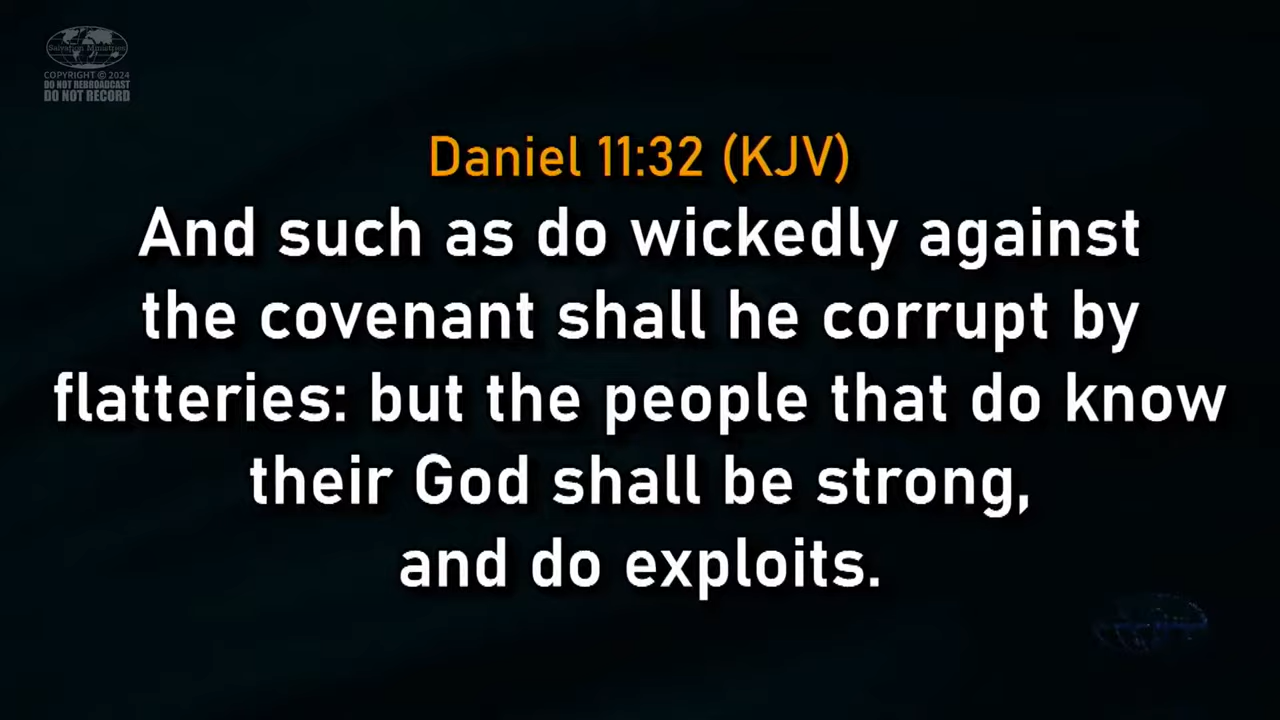 Salvation Ministries
COPYRIGHT © 2024
DO NOT REBROADCAST
DO NOT RECORD
Daniel 11:32 (KJV)
And such as do wickedly against
the covenant shall he corrupt by
flatteries: but the people that do know
their God shall be strong,
and do exploits.